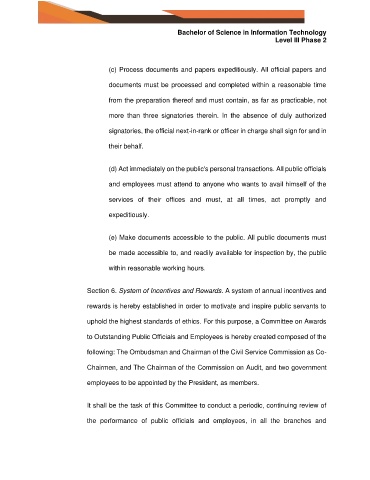 Bachelor of Science in Information Technology
Level III Phase 2
(c) Process documents and papers expeditiously. All official papers and
documents must be processed and completed within a reasonable time
from the preparation thereof and must contain, as far as practicable, not
more than three signatories therein. In the absence of duly authorized
signatories, the official next-in-rank or officer in charge shall sign for and in
their behalf.
(d) Act immediately on the public's personal transactions. All public officials
and employees must attend to anyone who wants to avail himself of the
services of their offices and must, at all times, act promptly and
expeditiously.
(e) Make documents accessible to the public. All public documents must
be made accessible to, and readily available for inspection by, the public
within reasonable working hours.
Section 6. System of Incentives and Rewards. A system of annual incentives and
rewards is hereby established in order to motivate and inspire public servants to
uphold the highest standards of ethics. For this purpose, a Committee on Awards
to Outstanding Public Officials and Employees is hereby created composed of the
following: The Ombudsman and Chairman of the Civil Service Commission as Co-
Chairmen, and The Chairman of the Commission on Audit, and two government
employees to be appointed by the President, as members.
It shall be the task of this Committee to conduct a periodic, continuing review of
the performance of public officials and employees, in all the branches and